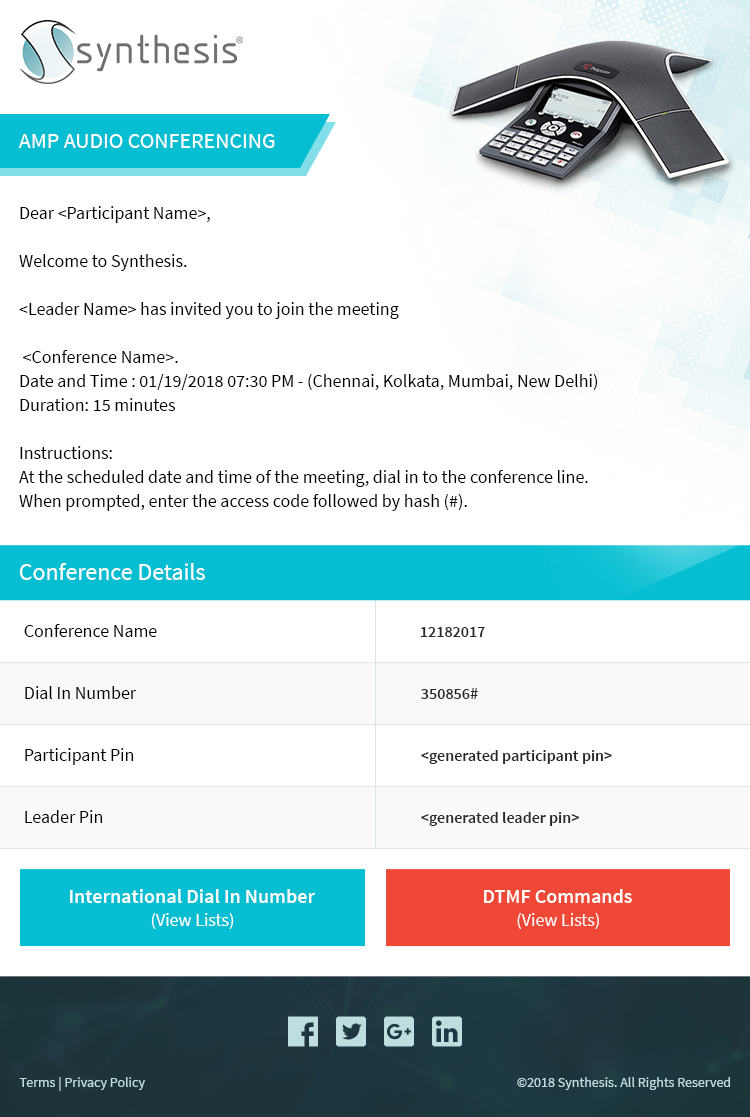 synthesis®
Polycom
AMP AUDIO CONFERENCING
Dear <Participant Name>,
Welcome to Synthesis.
<Leader Name> has invited you to join the meeting
<Conference Name>.
Date and Time : 01/19/2018 07:30 PM - (Chennai, Kolkata, Mumbai, New Delhi)
Duration: 15 minutes
Instructions:
At the scheduled date and time of the meeting, dial in to the conference line.
When prompted, enter the access code followed by hash (#).
Conference Details
Conference Name 12182017
Dial In Number 350856#
Participant Pin <generated participant pin>
Leader Pin <generated leader pin>
International Dial In Number
(View Lists)
DTMF Commands
(View Lists)
Terms | Privacy Policy
©2018 Synthesis. All Rights Reserved